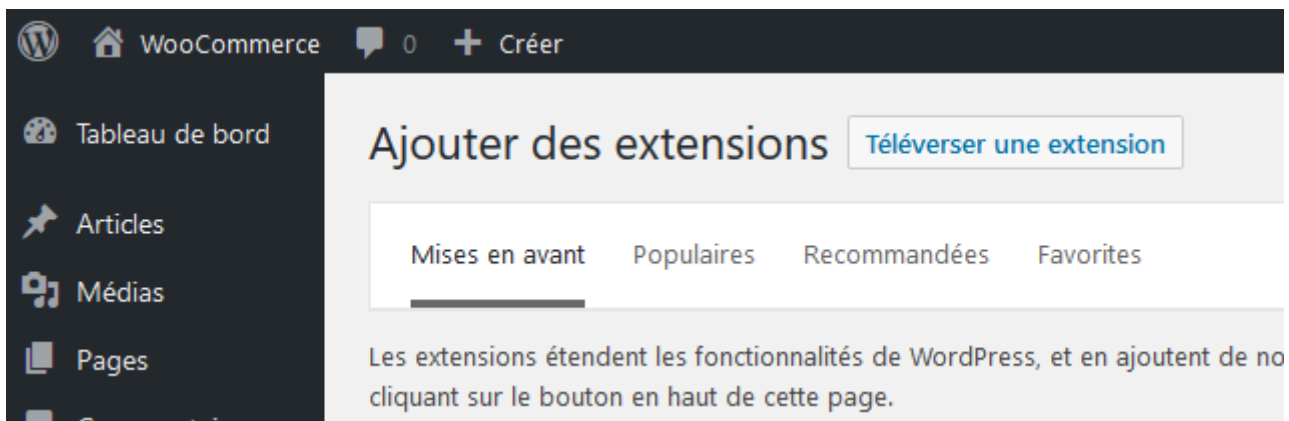 WooCommerce 0 + Créer
Tableau de bord
Ajouter des extensions Téléverser une extension
Articles
Mises en avant Populaires Recommandées Favorites
Médias
Pages
Les extensions étendent les fonctionnalités de WordPress, et en ajoutent de
cliquant sur le bouton en haut de cette page.